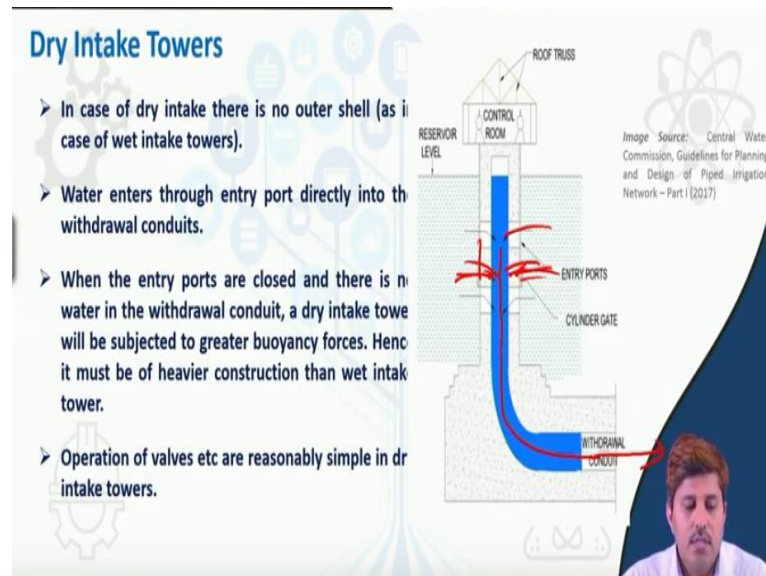 Dry Intake Towers
➤ In case of dry intake there is no outer shell (as i
case of wet intake towers).
➤ Water enters through entry port directly into th
withdrawal conduits.
➤ When the entry ports are closed and there is n
water in the withdrawal conduit, a dry intake towe
will be subjected to greater buoyancy forces. Henc
it must be of heavier construction than wet intak
tower.
➤ Operation of valves etc are reasonably simple in dr
intake towers.
ROOF TRUSS
CONTROL
ROOM
RESERVOIR
LEVEL
ENTRY PORTS
CYLINDER GATE
WITHDRAWAL
CONDUIT
Image Source: Central Wate
Commission, Guidelines for Planning
and Design of Piped Irrigatio
Network – Part I (2017)